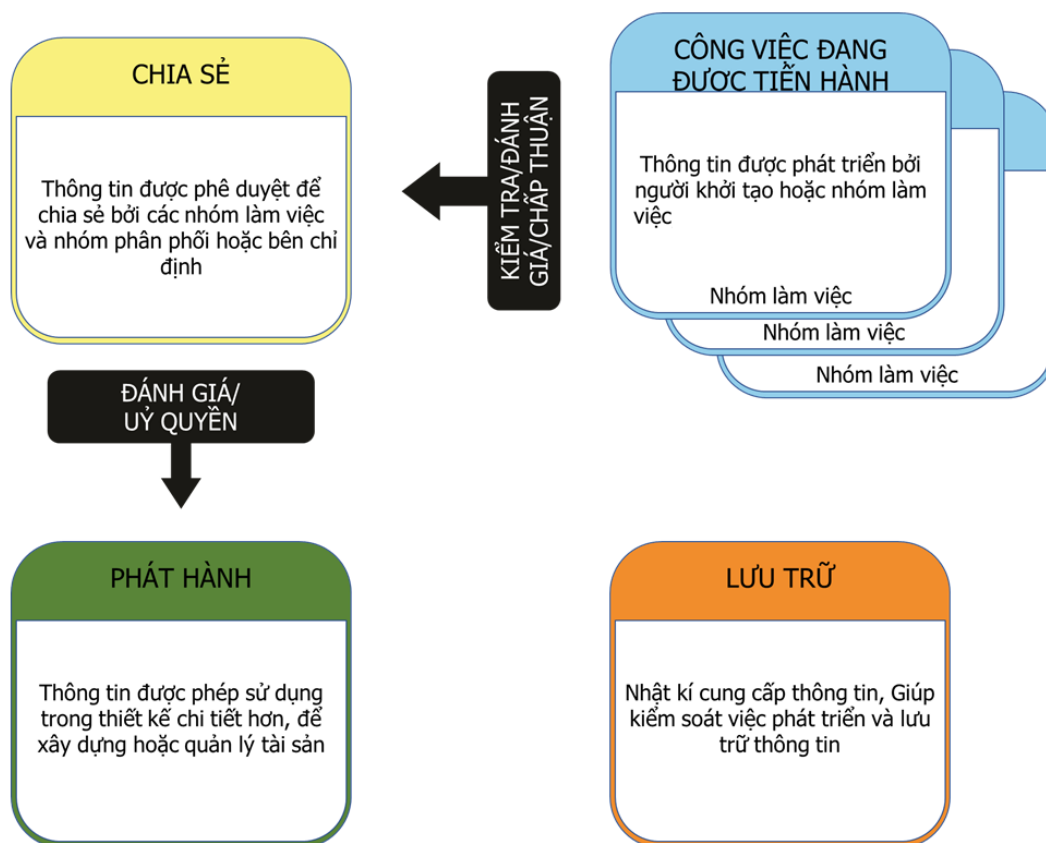 CHIA SẺ
Thông tin được phê duyệt để
chia sẻ bởi các nhóm làm việc
và nhóm phân phối hoặc bên chỉ
định
KIỂM TRA/ĐÁNH
GIÁ/CHẤP THUẬN
CÔNG VIỆC ĐANG
ĐƯỢC TIẾN HÀNH
Thông tin được phát triển bởi
người khởi tạo hoặc nhóm làm
việc
Nhóm làm việc
Nhóm làm việc
Nhóm làm việc
ĐÁNH GIÁ/
UỶ QUYỀN
PHÁT HÀNH
Thông tin được phép sử dụng
trong thiết kế chi tiết hơn, để
xây dựng hoặc quản lý tài sản
LƯU TRỮ
Nhật kí cung cấp thông tin, Giúp
kiểm soát việc phát triển và lưu
trữ thông tin